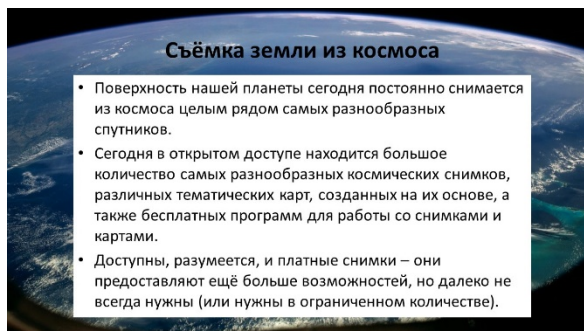 Съёмка земли из космоса
• Поверхность нашей планеты сегодня постоянно снимается
из космоса целым рядом самых разнообразных
спутников.
• Сегодня в открытом доступе находится большое
количество самых разнообразных космических снимков,
различных тематических карт, созданных на их основе, а
также бесплатных программ для работы со снимками и
картами.
• Доступны, разумеется, и платные снимки – они
предоставляют ещё больше возможностей, но далеко не
всегда нужны (или нужны в ограниченном количестве).